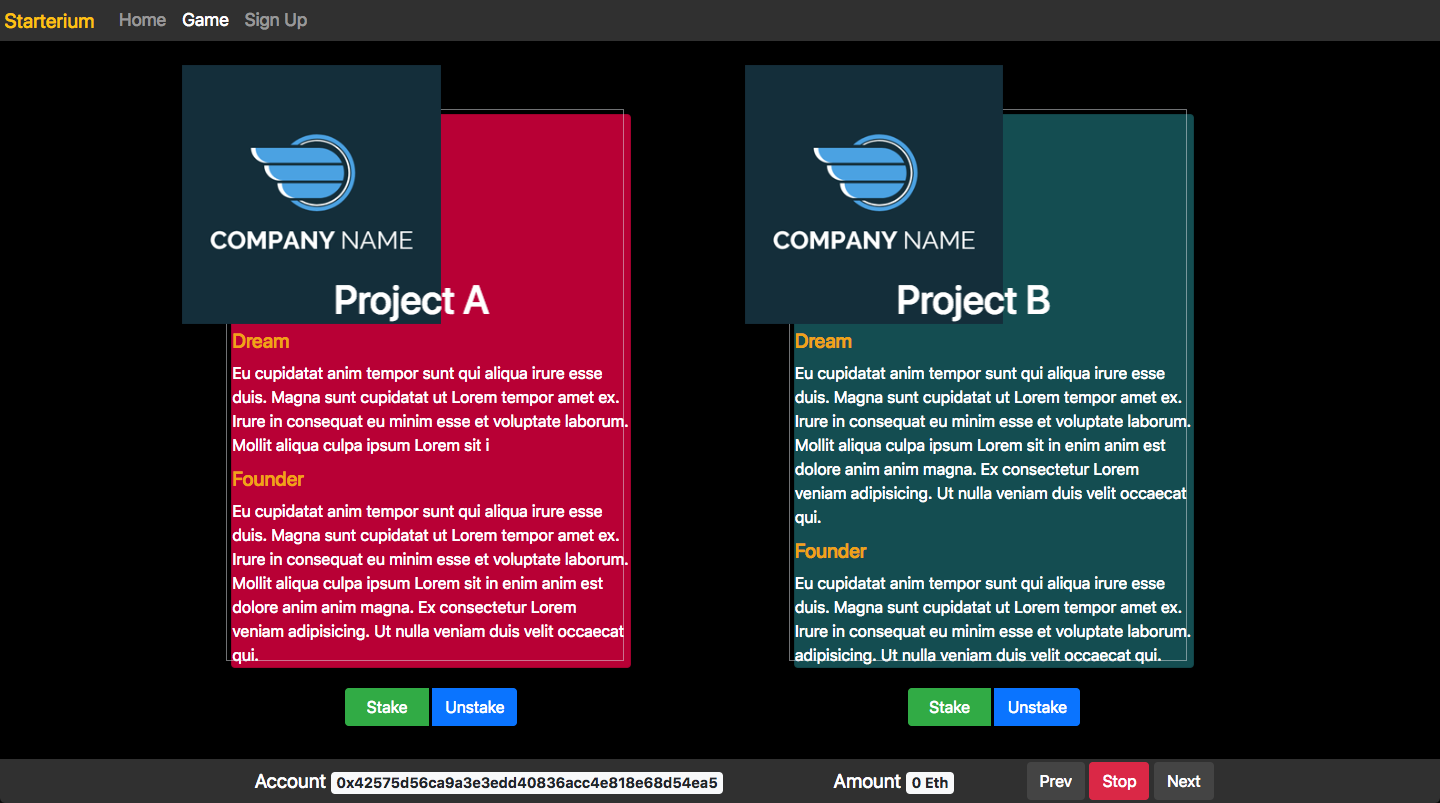 Starterium Home Game Sign Up
COMPANY NAME
Project A
Dream
Eu cupidatat anim tempor sunt qui aliqua irure esse
duis. Magna sunt cupidatat ut Lorem tempor amet ex.
Irure in consequat eu minim esse et voluptate laborum.
Mollit aliqua culpa ipsum Lorem sit i
Founder
Eu cupidatat anim tempor sunt qui aliqua irure esse
duis. Magna sunt cupidatat ut Lorem tempor amet ex.
Irure in consequat eu minim esse et voluptate laborum.
Mollit aliqua culpa ipsum Lorem sit in enim anim est
dolore anim anim magna. Ex consectetur Lorem
veniam adipisicing. Ut nulla veniam duis velit occaecat
qui.
Stake Unstake
COMPANY NAME
Project B
Dream
Eu cupidatat anim tempor sunt qui aliqua irure esse
duis. Magna sunt cupidatat ut Lorem tempor amet ex.
Irure in consequat eu minim esse et voluptate laborum.
Mollit aliqua culpa ipsum Lorem sit in enim anim est
dolore anim anim magna. Ex consectetur Lorem
veniam adipisicing. Ut nulla veniam duis velit occaecat
qui.
Founder
Eu cupidatat anim tempor sunt qui aliqua irure esse
duis. Magna sunt cupidatat ut Lorem tempor amet ex.
Irure in consequat eu minim esse et voluptate laborum.
adipisicing. Ut nulla veniam duis velit occaecat qui.
Stake Unstake
Account 0x42575d56ca9a3e3edd40836acc4e818e68d54ea5 Amount 0 Eth Prev Stop Next